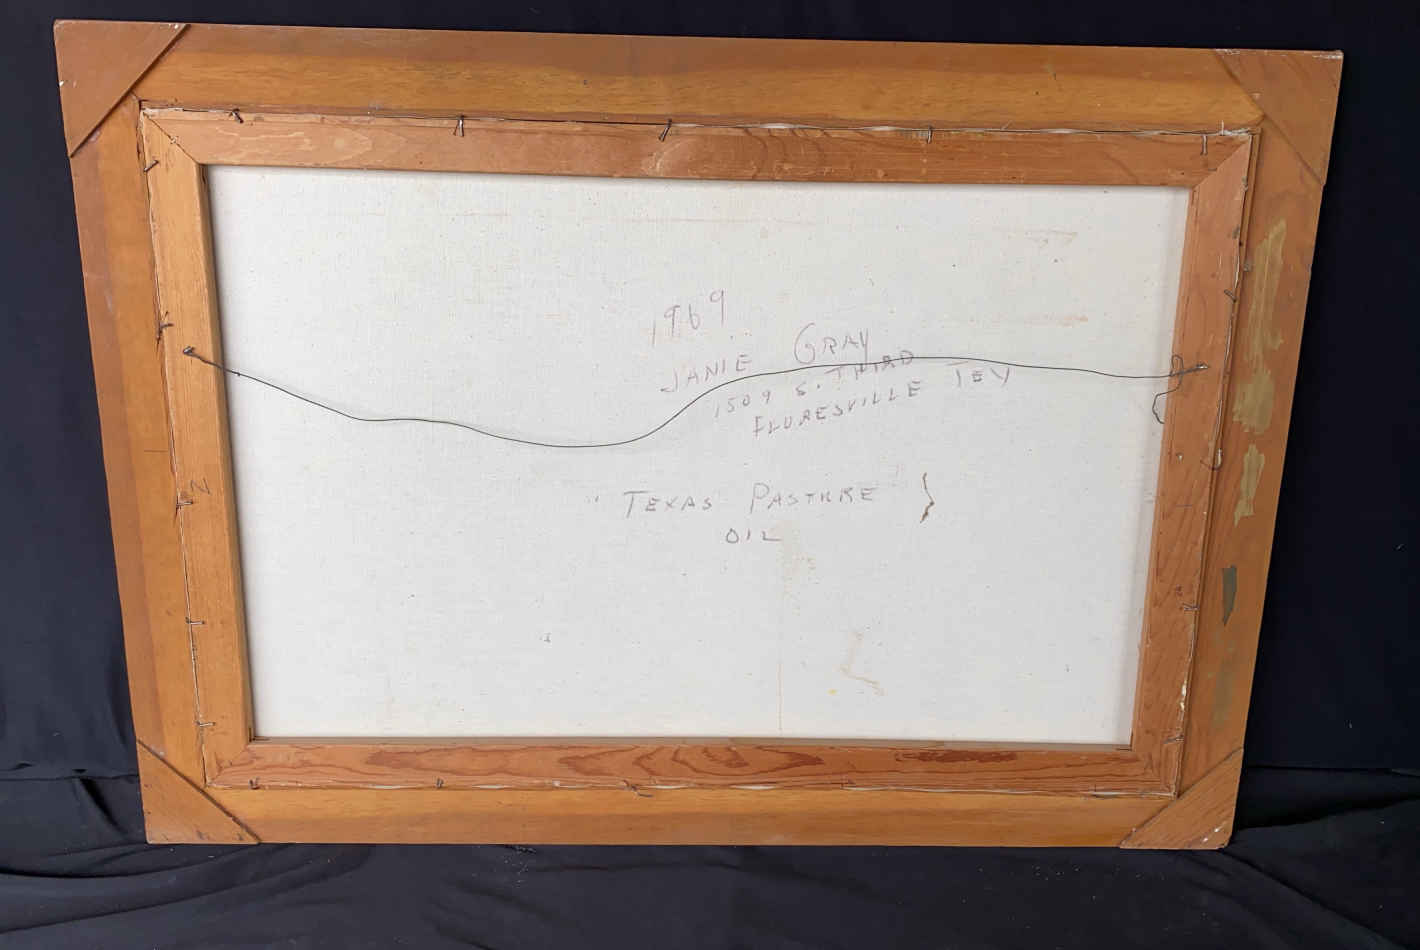 1969
JANIE GRAY
1509 S. THIRD
FLORESVILLE TEX
" TEXAS PASTURE }
OIL